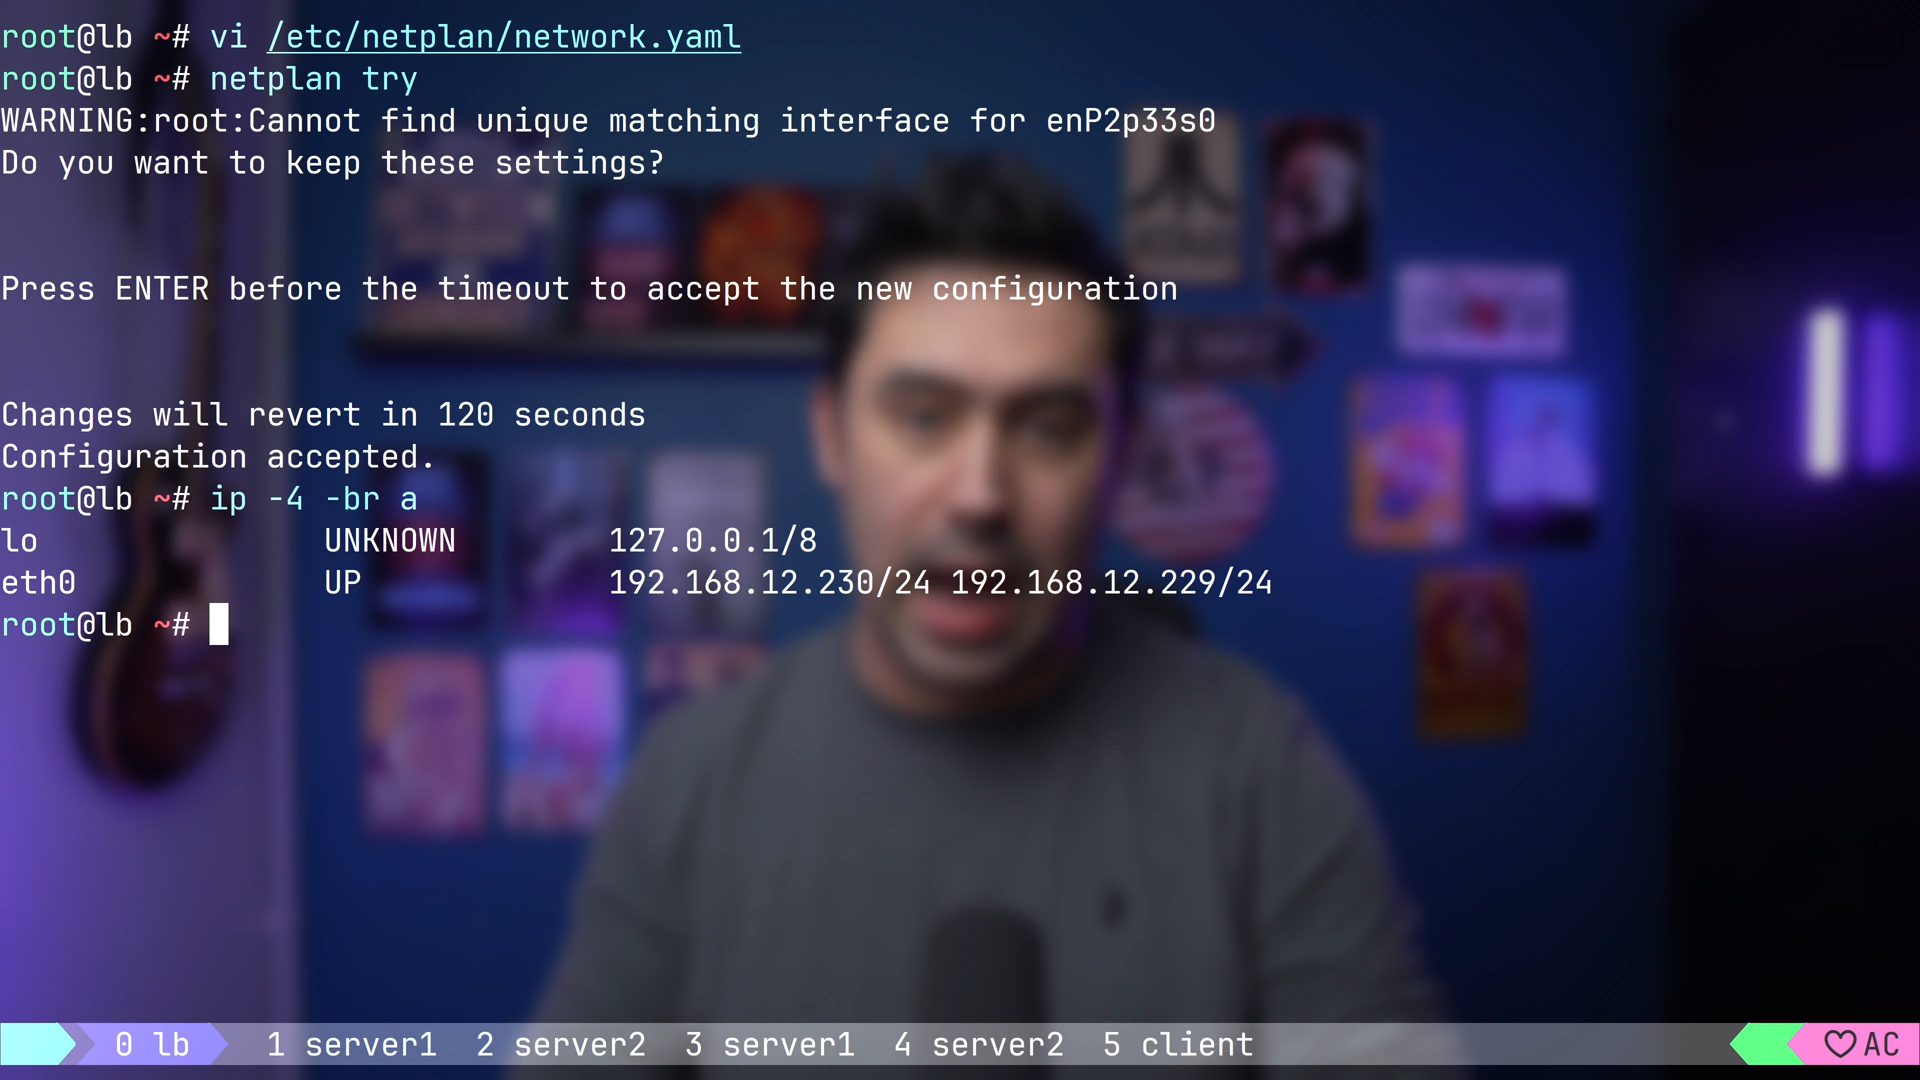 root@lb ~# vi /etc/netplan/network.yaml
root@lb ~# netplan try
WARNING:root:Cannot find unique matching interface for enP2p33s0
Do you want to keep these settings?
Press ENTER before the timeout to accept the new configuration
Changes will revert in 120 seconds
Configuration accepted.
root@lb ~# ip -4 -br a
lo UNKNOWN 127.0.0.1/8
eth0 UP 192.168.12.230/24 192.168.12.229/24
root@lb ~#
0 lb 1 server1 2 server2 3 server1 4 server2 5 client ♡ AC